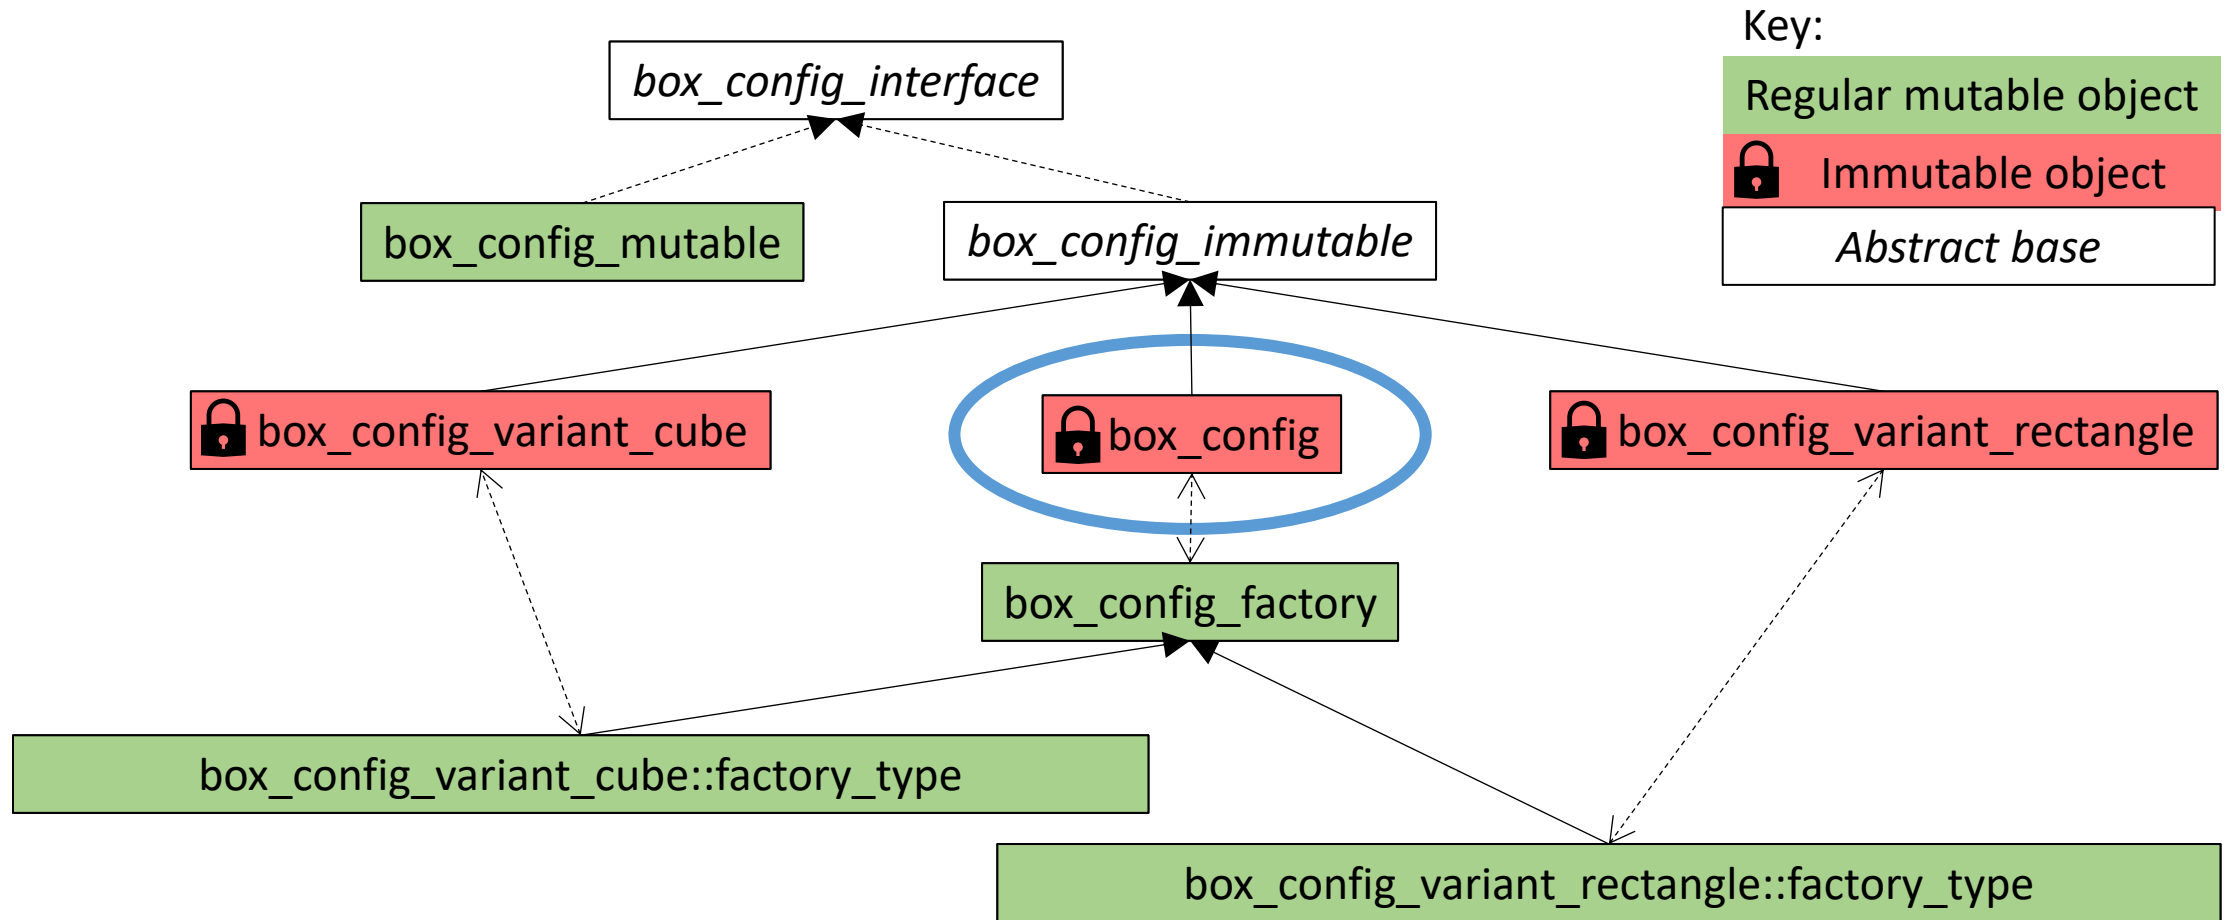 Key:
box_config_interface
Regular mutable object
Immutable object
box_config_mutable
box_config_immutable
Abstract base
box_config_variant_cube
box_config
box_config_variant_rectangle
box_config_factory
box_config_variant_cube::factory_type
box_config_variant_rectangle::factory_type